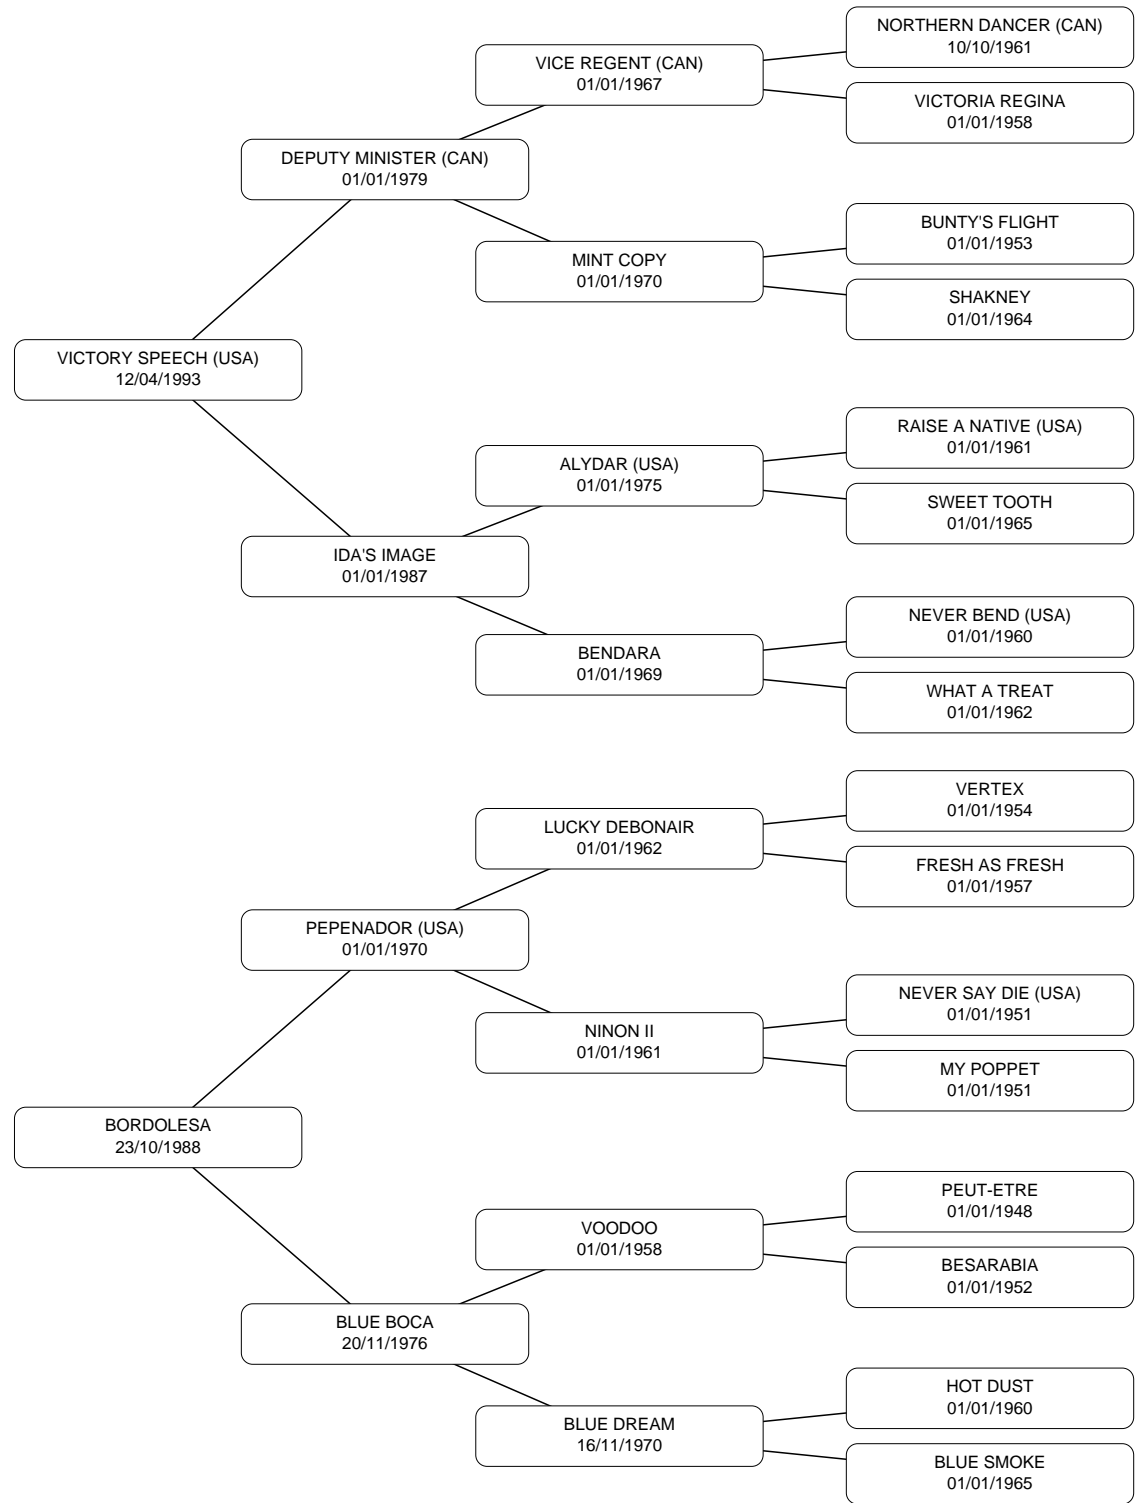 NORTHERN DANCER (CAN)
10/10/1961
VICE REGENT (CAN)
01/01/1967
VICTORIA REGINA
01/01/1958
DEPUTY MINISTER (CAN)
01/01/1979
BUNTY'S FLIGHT
01/01/1953
MINT COPY
01/01/1970
SHAKNEY
01/01/1964
VICTORY SPEECH (USA)
12/04/1993
RAISE A NATIVE (USA)
01/01/1961
ALYDAR (USA)
01/01/1975
SWEET TOOTH
01/01/1965
IDA'S IMAGE
01/01/1987
NEVER BEND (USA)
01/01/1960
BENDARA
01/01/1969
WHAT A TREAT
01/01/1962
VERTEX
01/01/1954
LUCKY DEBONAIR
01/01/1962
FRESH AS FRESH
01/01/1957
PEPENADOR (USA)
01/01/1970
NEVER SAY DIE (USA)
01/01/1951
NINON II
01/01/1961
MY POPPET
01/01/1951
BORDOLESA
23/10/1988
PEUT-ETRE
01/01/1948
VOODOO
01/01/1958
BESARABIA
01/01/1952
BLUE BOCA
20/11/1976
HOT DUST
01/01/1960
BLUE DREAM
16/11/1970
BLUE SMOKE
01/01/1965